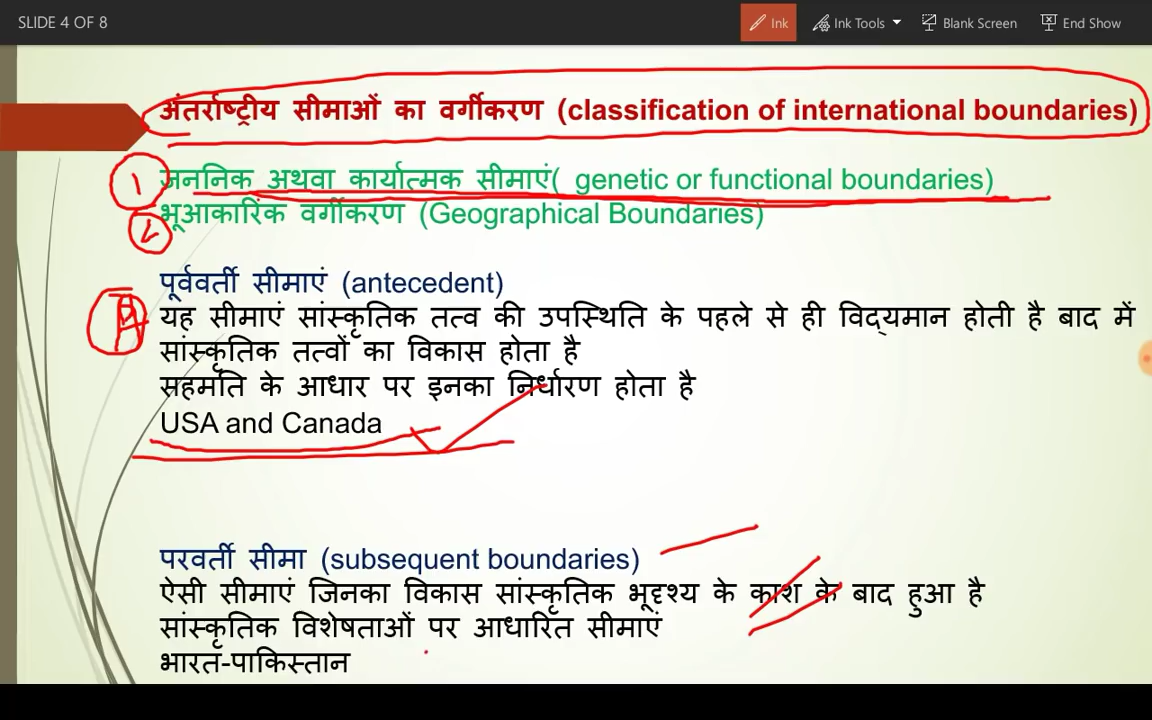 SLIDE 4 OF 8
Ink Ink Tools Blank Screen End Show
अंतर्राष्ट्रीय सीमाओं का वर्गीकरण (classification of international boundaries)
1 जननिक अथवा कार्यात्मक सीमाएं( genetic or functional boundaries)
2 भूआकारिक वर्गीकरण (Geographical Boundaries)
पूर्ववर्ती सीमाएं (antecedent)
यह सीमाएं सांस्कृतिक तत्व की उपस्थिति के पहले से ही विद्यमान होती है बाद में
सांस्कृतिक तत्वों का विकास होता है
सहमति के आधार पर इनका निर्धारण होता है
USA and Canada
परवर्ती सीमा (subsequent boundaries)
ऐसी सीमाएं जिनका विकास सांस्कृतिक भूदृश्य के काश के बाद हुआ है
सांस्कृतिक विशेषताओं पर आधारित सीमाएं
भारत-पाकिस्तान